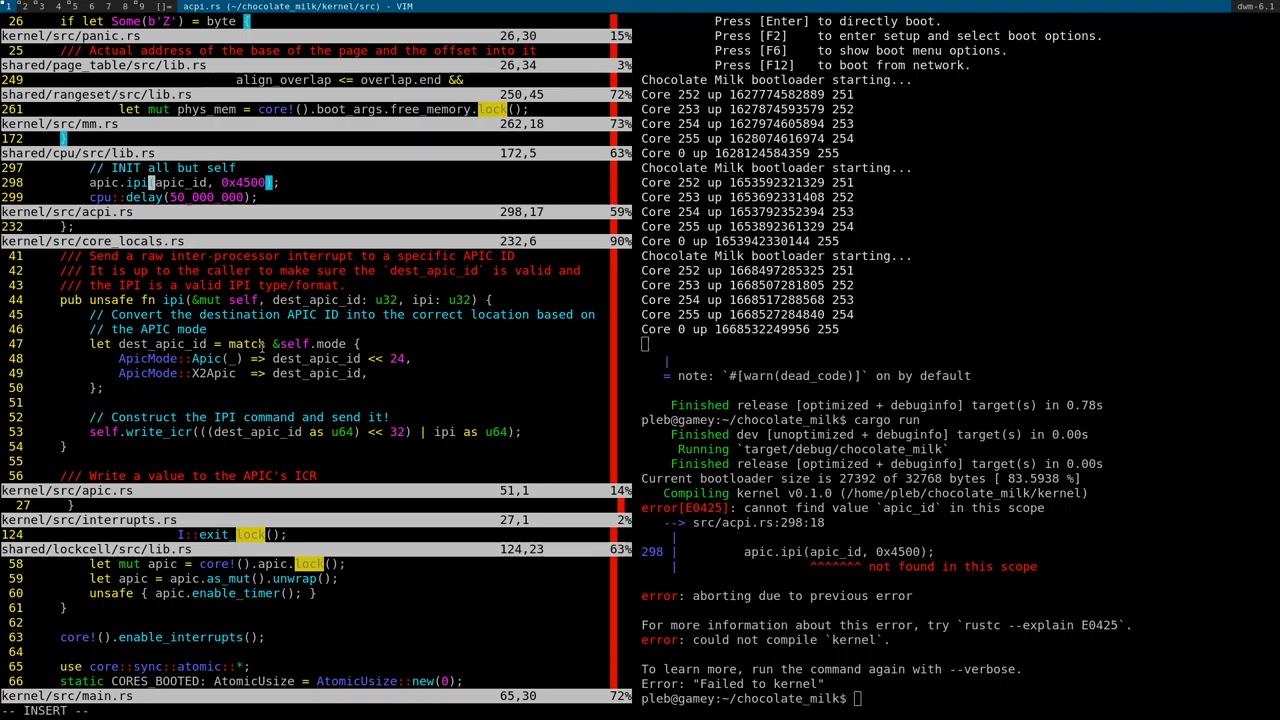 1 2 3 4 5 6 7 8 9 []= acpi.rs (~/chocolate_milk/kernel/src) - VIM dwm-6.1
26 if let Some(b'Z') = byte {
kernel/src/panic.rs 26,30 15%
25 /// Actual address of the base of the page and the offset into it
shared/page_table/src/lib.rs 26,34 3%
249 align_overlap <= overlap.end &&
shared/rangeset/src/lib.rs 250,45 72%
261 let mut phys_mem = core!().boot_args.free_memory.lock();
kernel/src/mm.rs 262,18 73%
172 }
shared/cpu/src/lib.rs 172,5 63%
297 // INIT all but self
298 apic.ipi(apic_id, 0x4500);
299 cpu::delay(50_000_000);
kernel/src/acpi.rs 298,17 59%
232 };
kernel/src/core_locals.rs 232,6 90%
41 /// Send a raw inter-processor interrupt to a specific APIC ID
42 /// It is up to the caller to make sure the `dest_apic_id` is valid and
43 /// the IPI is a valid IPI type/format.
44 pub unsafe fn ipi(&mut self, dest_apic_id: u32, ipi: u32) {
45 // Convert the destination APIC ID into the correct location based on
46 // the APIC mode
47 let dest_apic_id = match &self.mode {
48 ApicMode::Apic(_) => dest_apic_id << 24,
49 ApicMode::X2Apic  => dest_apic_id,
50 };
51
52 // Construct the IPI command and send it!
53 self.write_icr(((dest_apic_id as u64) << 32) | ipi as u64);
54 }
55
56 /// Write a value to the APIC's ICR
kernel/src/apic.rs 51,1 14%
27 }
kernel/src/interrupts.rs 27,1 2%
124 I::exit_lock();
shared/lockcell/src/lib.rs 124,23 63%
58 let mut apic = core!().apic.lock();
59 let apic = apic.as_mut().unwrap();
60 unsafe { apic.enable_timer(); }
61 }
62
63 core!().enable_interrupts();
64
65 use core::sync::atomic::*;
66 static CORES_BOOTED: AtomicUsize = AtomicUsize::new(0);
kernel/src/main.rs 65,30 72%
-- INSERT --
Press [Enter] to directly boot.
Press [F2] to enter setup and select boot options.
Press [F6] to show boot menu options.
Press [F12] to boot from network.
Chocolate Milk bootloader starting...
Core 252 up 1627774582889 251
Core 253 up 1627874593579 252
Core 254 up 1627974605894 253
Core 255 up 1628074616974 254
Core 0 up 1628124584359 255
Chocolate Milk bootloader starting...
Core 252 up 1653592321329 251
Core 253 up 1653692331408 252
Core 254 up 1653792352394 253
Core 255 up 1653892361329 254
Core 0 up 1653942330144 255
Chocolate Milk bootloader starting...
Core 252 up 1668497285325 251
Core 253 up 1668507281805 252
Core 254 up 1668517288568 253
Core 255 up 1668527284840 254
Core 0 up 1668532249956 255
|
= note: `#[warn(dead_code)]` on by default
Finished release [optimized + debuginfo] target(s) in 0.78s
pleb@gamey:~/chocolate_milk$ cargo run
Finished dev [unoptimized + debuginfo] target(s) in 0.00s
Running `target/debug/chocolate_milk`
Finished release [optimized + debuginfo] target(s) in 0.00s
Current bootloader size is 27392 of 32768 bytes [ 83.5938 %]
Compiling kernel v0.1.0 (/home/pleb/chocolate_milk/kernel)
error[E0425]: cannot find value `apic_id` in this scope
--> src/acpi.rs:298:18
|
298 | apic.ipi(apic_id, 0x4500);
| ^^^^^^^ not found in this scope
error: aborting due to previous error
For more information about this error, try `rustc --explain E0425`.
error: could not compile `kernel`.
To learn more, run the command again with --verbose.
Error: "Failed to kernel"
pleb@gamey:~/chocolate_milk$